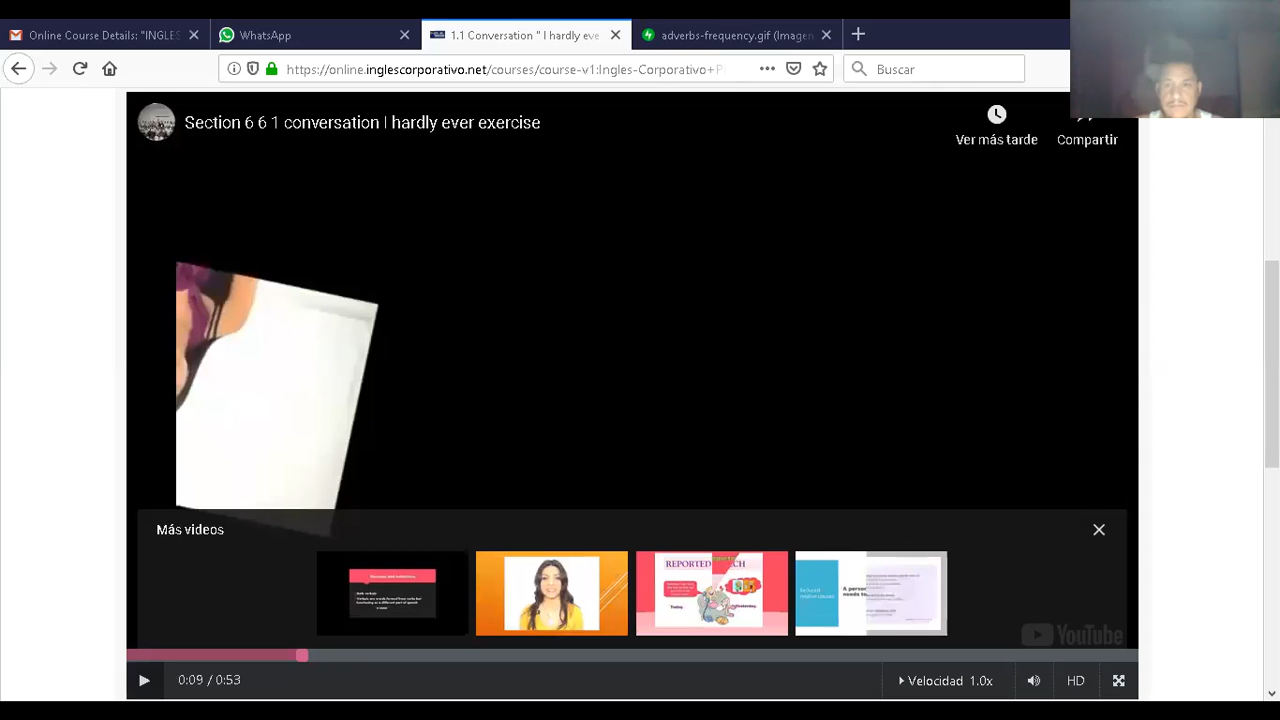 Online Course Details: "INGLES
WhatsApp
1.1 Conversation " I hardly eve
adverbs-frequency.gif (Imagen
https://online.inglescorporativo.net/courses/course-v1:Ingles-Corporativo+P
Buscar
Section 6 6 1 conversation I hardly ever exercise
Ver más tarde
Compartir
Más videos
REPORTED
Today
YouTube
0:09 / 0:53
Velocidad 1.0x
HD